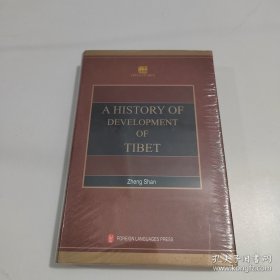 A HISTORY OF
DEVELOPMENT
OF
TIBET
Zheng Shan
FOREIGN LANGUAGES PRESS
孔夫子旧书网